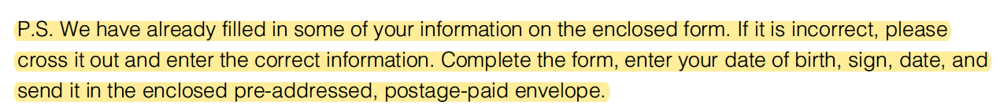 P.S. We have already filled in some of your information on the enclosed form. If it is incorrect, please
cross it out and enter the correct information. Complete the form, enter your date of birth, sign, date, and
send it in the enclosed pre-addressed, postage-paid envelope.